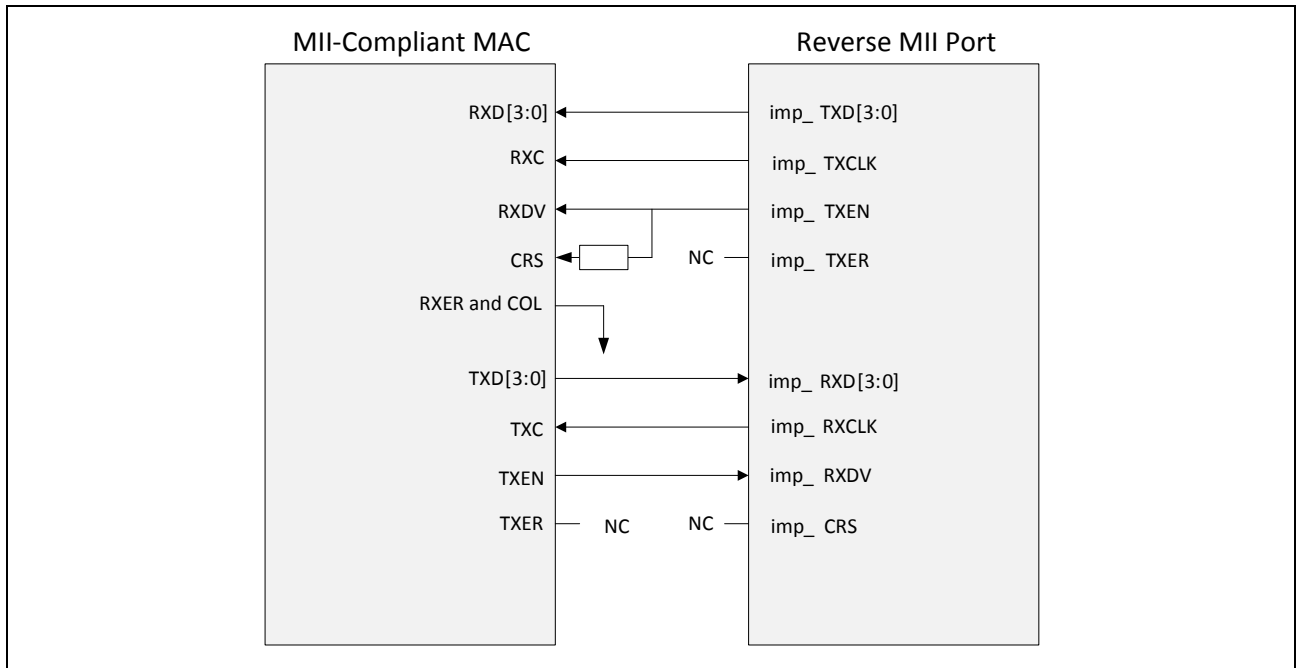 MII-Compliant MAC
Reverse MII Port
RXD[3:0]
imp_ TXD[3:0]
RXC
imp_ TXCLK
RXDV
imp_ TXEN
CRS
NC
imp_ TXER
RXER and COL
TXD[3:0]
imp_ RXD[3:0]
TXC
imp_ RXCLK
TXEN
imp_ RXDV
TXER
NC
NC
imp_ CRS